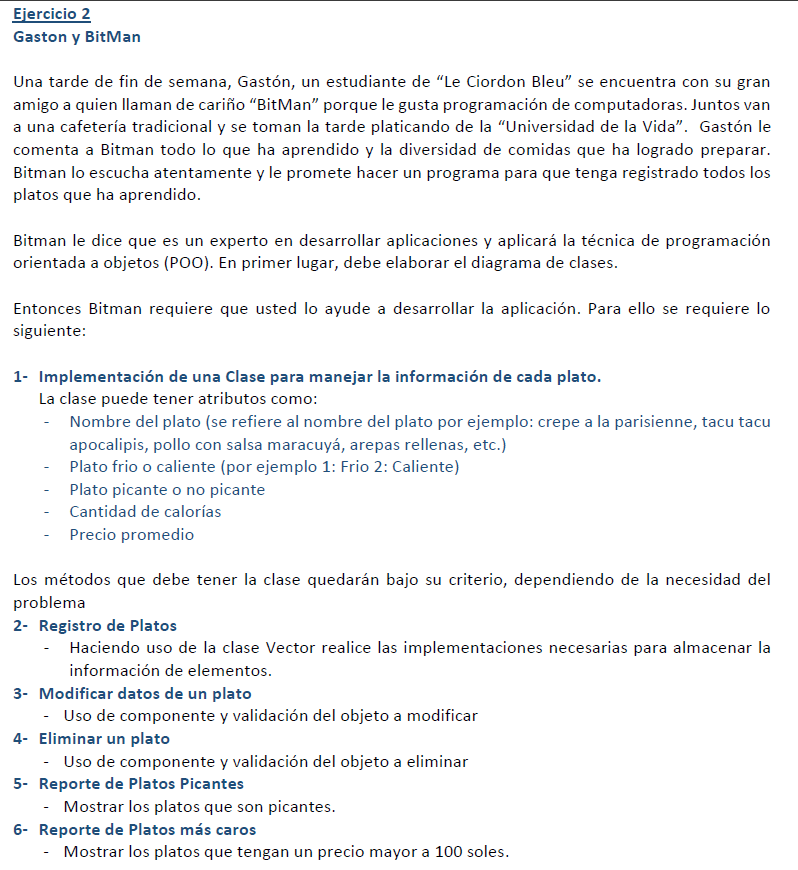 Ejercicio 2
Gaston y BitMan
Una tarde de fin de semana, Gastón, un estudiante de “Le Ciordon Bleu” se encuentra con su gran
amigo a quien llaman de cariño “BitMan” porque le gusta programación de computadoras. Juntos van
a una cafetería tradicional y se toman la tarde platicando de la “Universidad de la Vida”. Gastón le
comenta a Bitman todo lo que ha aprendido y la diversidad de comidas que ha logrado preparar.
Bitman lo escucha atentamente y le promete hacer un programa para que tenga registrado todos los
platos que ha aprendido.
Bitman le dice que es un experto en desarrollar aplicaciones y aplicará la técnica de programación
orientada a objetos (POO). En primer lugar, debe elaborar el diagrama de clases.
Entonces Bitman requiere que usted lo ayude a desarrollar la aplicación. Para ello se requiere lo
siguiente:
1- Implementación de una Clase para manejar la información de cada plato.
La clase puede tener atributos como:
- Nombre del plato (se refiere al nombre del plato por ejemplo: crepe a la parisienne, tacu tacu
apocalipis, pollo con salsa maracuyá, arepas rellenas, etc.)
- Plato frio o caliente (por ejemplo 1: Frio 2: Caliente)
- Plato picante o no picante
- Cantidad de calorías
- Precio promedio
Los métodos que debe tener la clase quedarán bajo su criterio, dependiendo de la necesidad del
problema
2- Registro de Platos
- Haciendo uso de la clase Vector realice las implementaciones necesarias para almacenar la
información de elementos.
3- Modificar datos de un plato
- Uso de componente y validación del objeto a modificar
4- Eliminar un plato
- Uso de componente y validación del objeto a eliminar
5- Reporte de Platos Picantes
- Mostrar los platos que son picantes.
6- Reporte de Platos más caros
- Mostrar los platos que tengan un precio mayor a 100 soles.